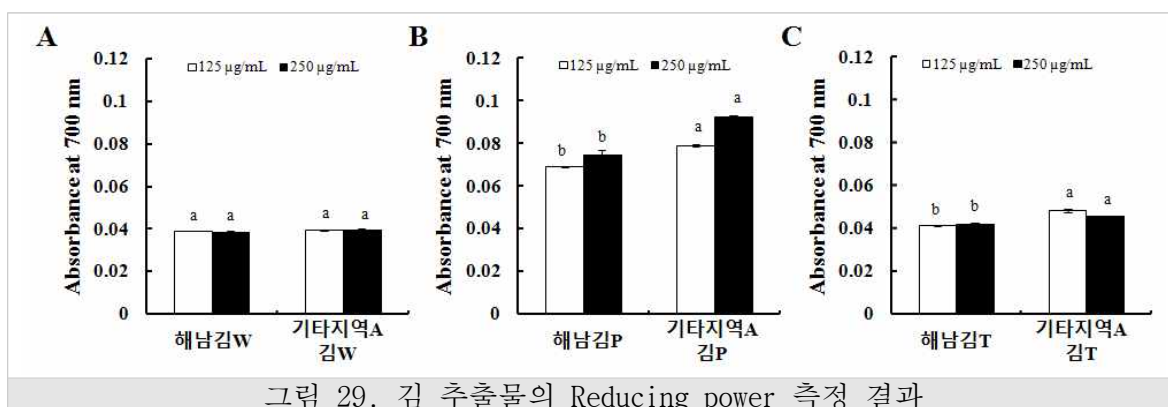 A
0.12
□125 μg/mL ■250 μg/mL
0.1
0.08
0.06
0.04
0.02
0
Absorbance at 700 nm
a a a a
해남김W 기타지역A
김W
B
0.12
□125 μg/mL ■250 μg/mL
0.1
0.08
0.06
0.04
0.02
0
Absorbance at 700 nm
b b a a
해남김P 기타지역A
김P
C
0.12
□125 μg/mL ■250 μg/mL
0.1
0.08
0.06
0.04
0.02
0
Absorbance at 700 nm
b b a a
해남김T 기타지역A
김T
그림 29. 김 추출물의 Reducing power 측정 결과